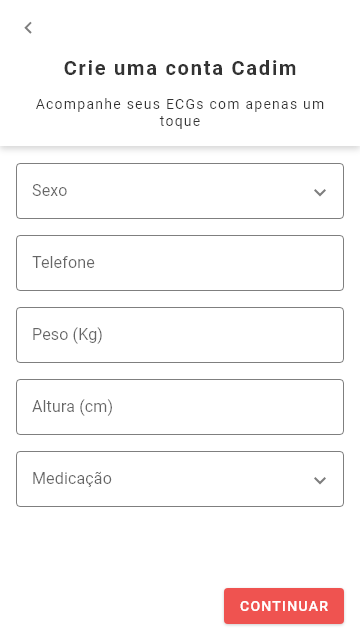 Crie uma conta Cadim
Acompanhe seus ECGs com apenas um
toque
Sexo
Telefone
Peso (Kg)
Altura (cm)
Medicação
CONTINUAR